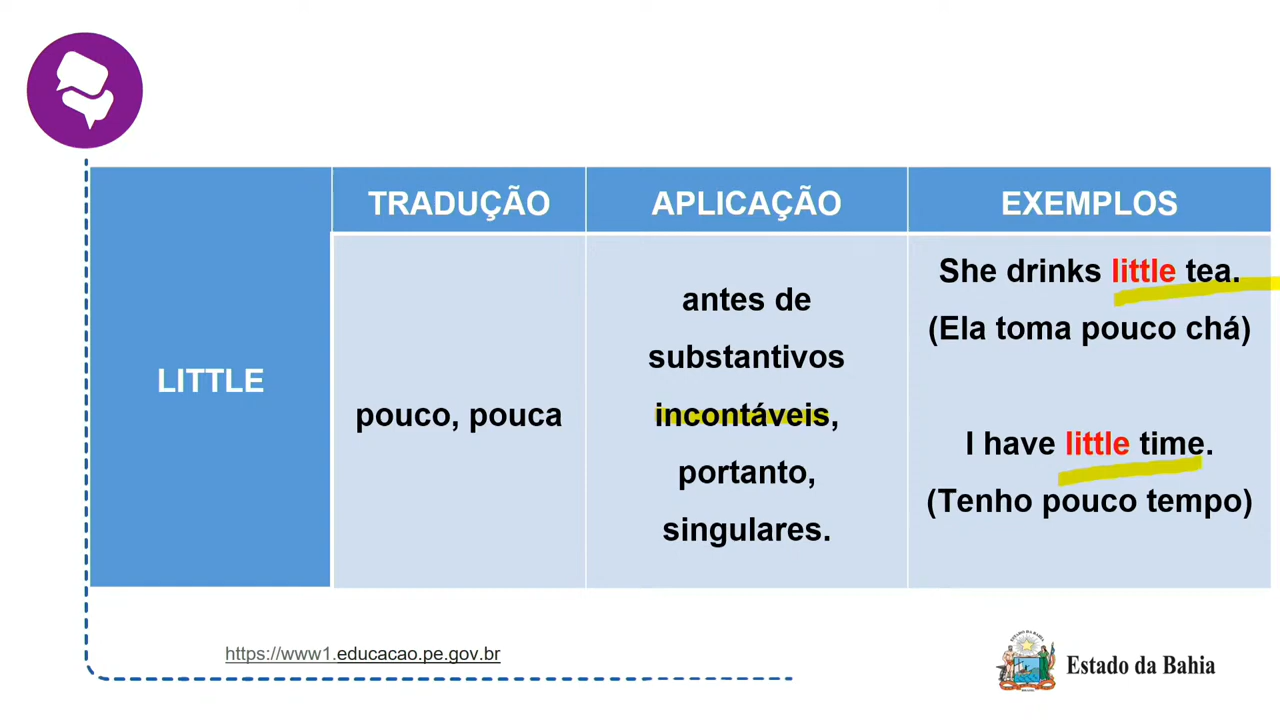 TRADUÇÃO
APLICAÇÃO
EXEMPLOS
LITTLE
pouco, pouca
antes de
substantivos
incontáveis,
portanto,
singulares.
She drinks little tea.
(Ela toma pouco chá)
I have little time.
(Tenho pouco tempo)
https://www1.educacao.pe.gov.br
Estado da Bahia